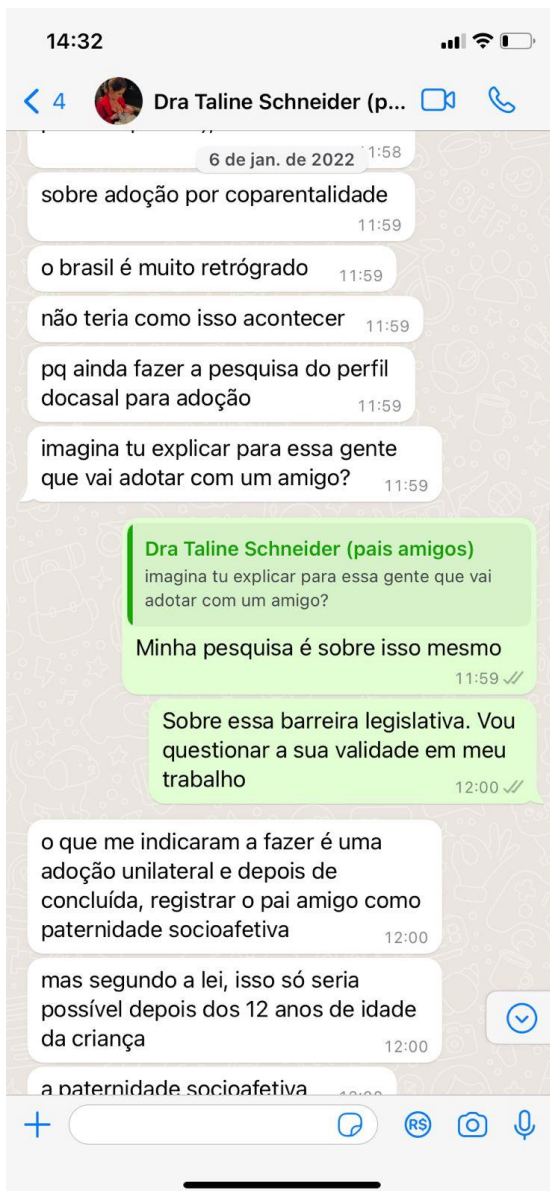 14:32
4
Dra Taline Schneider (p...
11:58
6 de jan. de 2022
sobre adoção por coparentalidade
11:59
o brasil é muito retrógrado 11:59
não teria como isso acontecer 11:59
pq ainda fazer a pesquisa do perfil
docasal para adoção 11:59
imagina tu explicar para essa gente
que vai adotar com um amigo? 11:59
Dra Taline Schneider (pais amigos)
imagina tu explicar para essa gente que vai
adotar com um amigo?
Minha pesquisa é sobre isso mesmo
11:59
Sobre essa barreira legislativa. Vou
questionar a sua validade em meu
trabalho 12:00
o que me indicaram a fazer é uma
adoção unilateral e depois de
concluída, registrar o pai amigo como
paternidade socioafetiva 12:00
mas segundo a lei, isso só seria
possível depois dos 12 anos de idade
da criança 12:00
a paternidade socioafetiva 12:00
R$